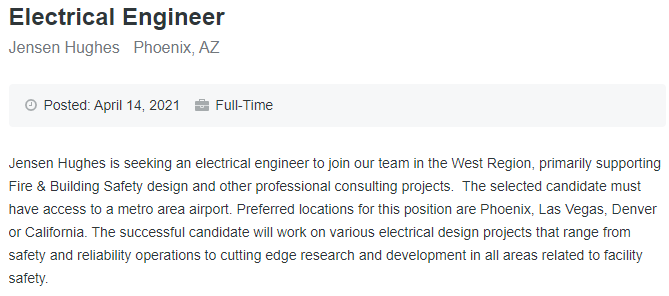 Electrical Engineer
Jensen Hughes Phoenix, AZ
Posted: April 14, 2021 Full-Time
Jensen Hughes is seeking an electrical engineer to join our team in the West Region, primarily supporting
Fire & Building Safety design and other professional consulting projects.  The selected candidate must
have access to a metro area airport. Preferred locations for this position are Phoenix, Las Vegas, Denver
or California. The successful candidate will work on various electrical design projects that range from
safety and reliability operations to cutting edge research and development in all areas related to facility
safety.